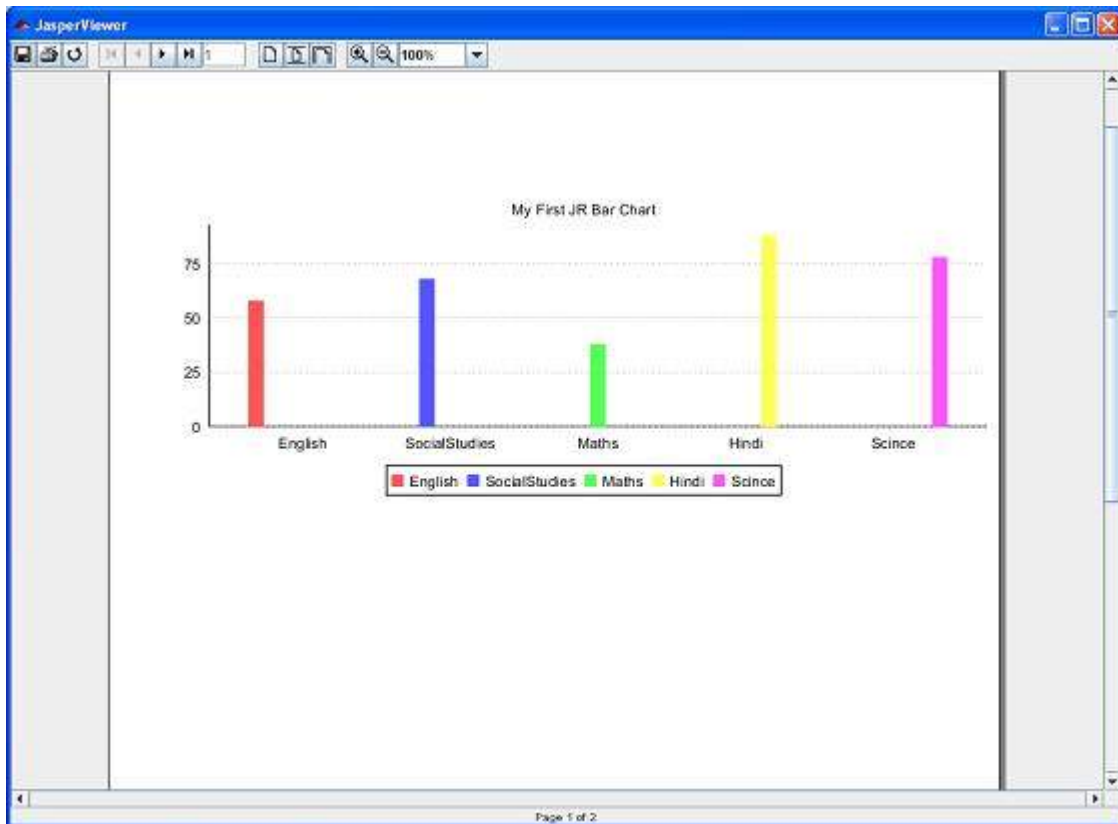 JasperViewer
1 100%
My First JR Bar Chart
75
50
25
0
English SocialStudies Maths Hindi Scince
English SocialStudies Maths Hindi Scince
Page 1 of 2